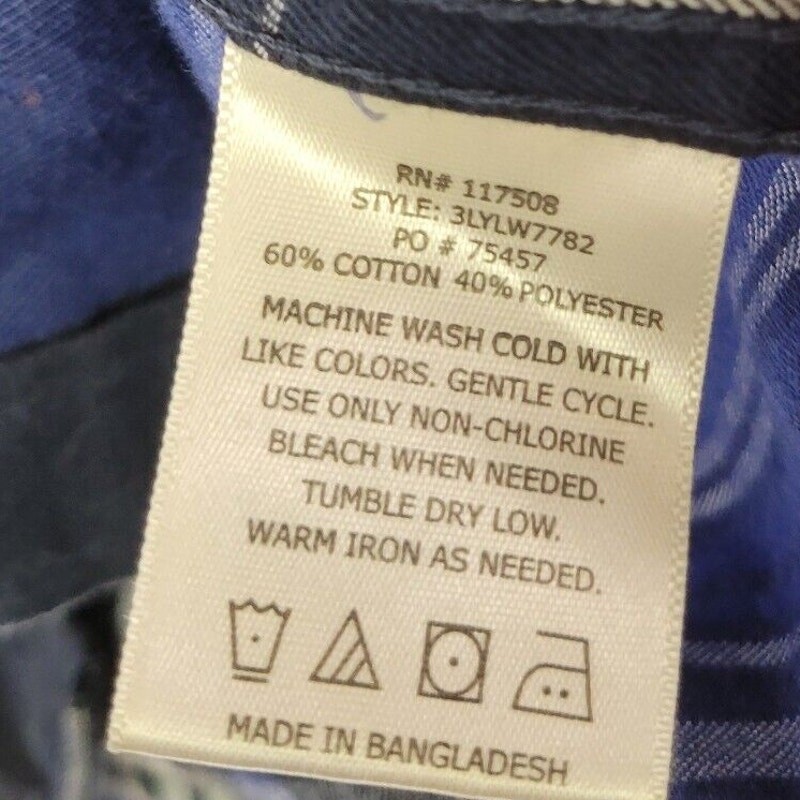 RN# 117508
STYLE: 3LYLW7782
PO # 75457
60% COTTON 40% POLYESTER
MACHINE WASH COLD WITH
LIKE COLORS. GENTLE CYCLE.
USE ONLY NON-CHLORINE
BLEACH WHEN NEEDED.
TUMBLE DRY LOW.
WARM IRON AS NEEDED.
MADE IN BANGLADESH